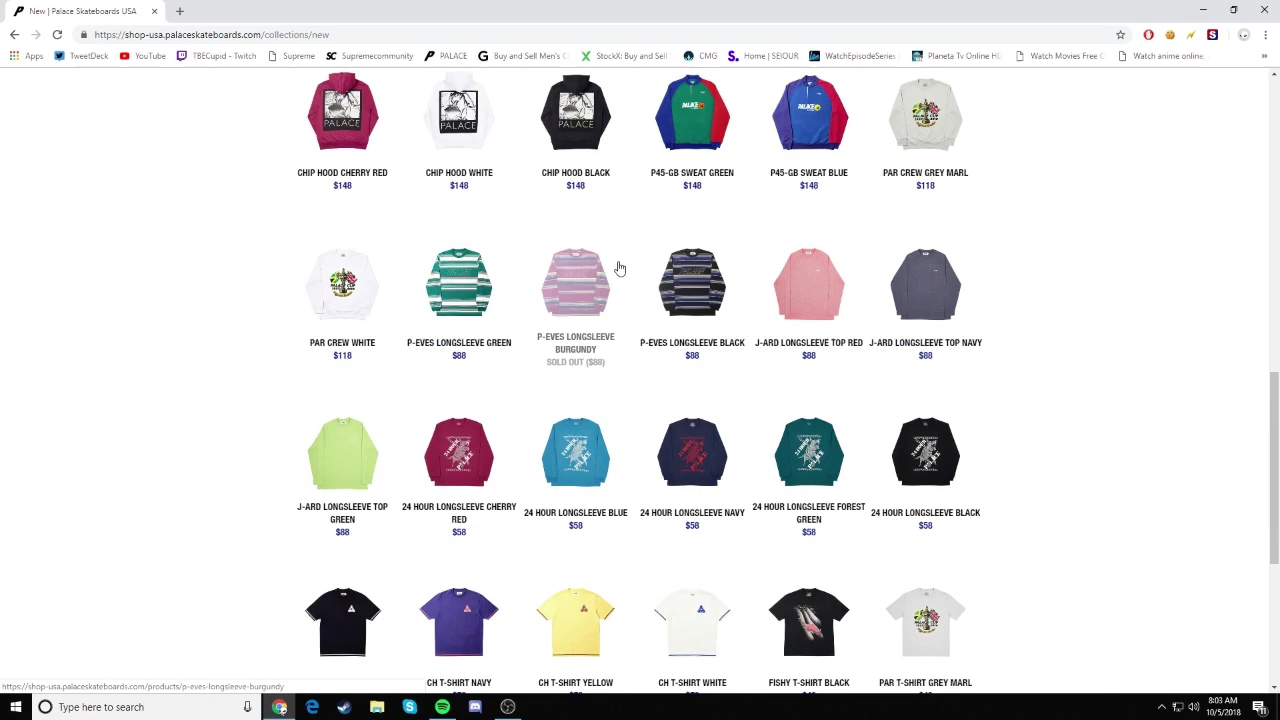 New | Palace Skateboards USA
https://shop-usa.palaceskateboards.com/collections/new
Apps TweetDeck YouTube TBECupid - Twitch Supreme Supremecommunity PALACE Buy and Sell Men's C StockX: Buy and Sell CMG Home | SEIOUR WatchEpisodeSeries Planeta Tv Online HD Watch Movies Free C Watch anime online,
PALACE PALACE PALACE
CHIP HOOD CHERRY RED CHIP HOOD WHITE CHIP HOOD BLACK P45-GB SWEAT GREEN P45-GB SWEAT BLUE PAR CREW GREY MARL
$148 $148 $148 $148 $148 $118
PAR CREW WHITE P-EVES LONGSLEEVE GREEN P-EVES LONGSLEEVE BURGUNDY P-EVES LONGSLEEVE BLACK J-ARD LONGSLEEVE TOP RED J-ARD LONGSLEEVE TOP NAVY
$118 $88 SOLD OUT ($88) $88 $88 $88
J-ARD LONGSLEEVE TOP GREEN 24 HOUR LONGSLEEVE CHERRY RED 24 HOUR LONGSLEEVE BLUE 24 HOUR LONGSLEEVE NAVY 24 HOUR LONGSLEEVE FOREST GREEN 24 HOUR LONGSLEEVE BLACK
$88 $58 $58 $58 $58 $58
CH T-SHIRT NAVY CH T-SHIRT YELLOW CH T-SHIRT WHITE FISHY T-SHIRT BLACK PAR T-SHIRT GREY MARL
https://shop-usa.palaceskateboards.com/products/p-eves-longsleeve-burgundy
Type here to search
8:03 AM
10/5/2018